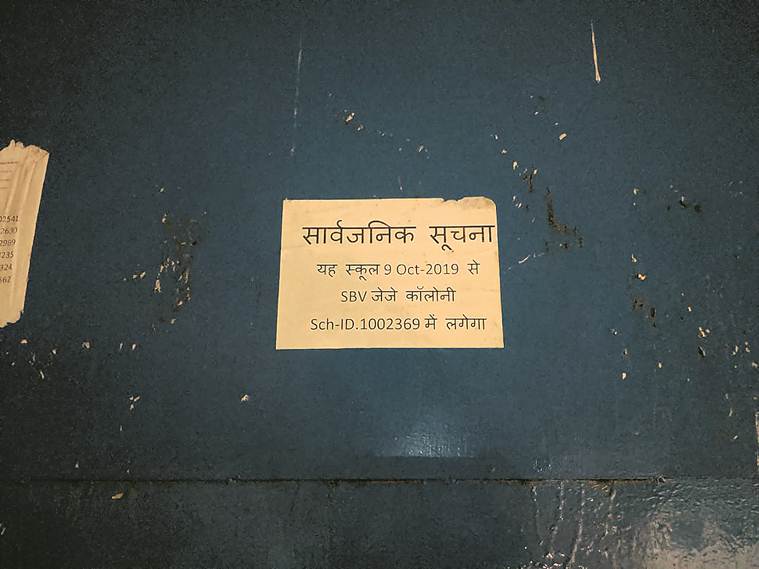 सार्वजनिक सूचना
यह स्कूल 9 Oct-2019 से
SBV जेजे कॉलोनी
Sch-ID.1002369 में लगेगा